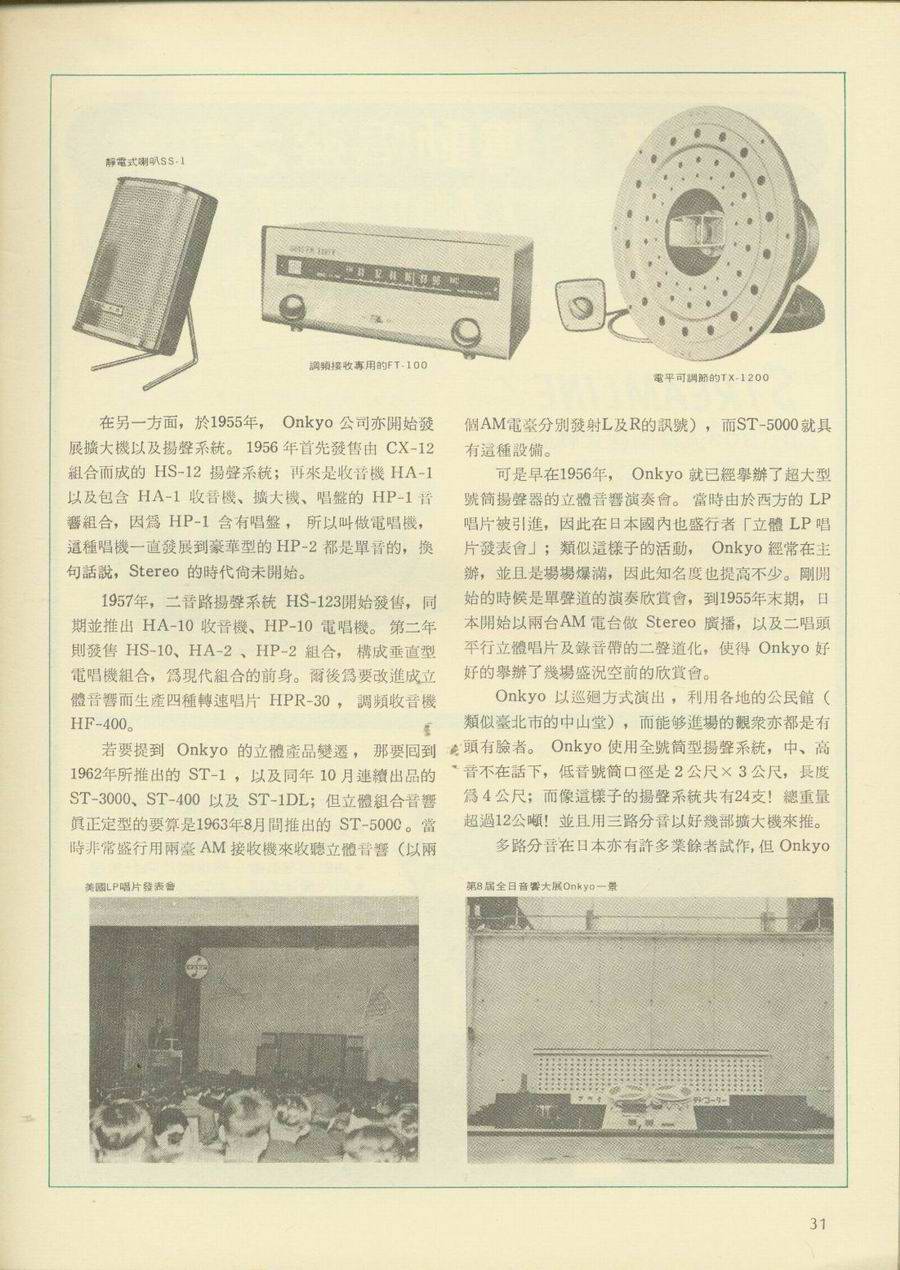 靜電式喇叭SS-1
調頻接收專用的FT-100
電平可調節的TX-1200
在另一方面，於1955年， Onkyo 公司亦開始發
展擴大機以及揚聲系統。 1956 年首先發售由 CX-12
組合而成的 HS-12 揚聲系統；再來是收音機 HA-1
以及包含 HA-1 收音機、擴大機、唱盤的 HP-1 音
響組合，因爲 HP-1 含有唱盤， 所以叫做電唱機，
這種唱機一直發展到豪華型的 HP-2 都是單音的，換
句話說，Stereo 的時代尙未開始。
1957年，二音路揚聲系統 HS-123開始發售，同
期並推出 HA-10 收音機、HP-10 電唱機。 第二年
則發售 HS-10、HA-2 、HP-2 組合， 構成垂直型
電唱機組合，爲現代組合的前身。爾後爲要改進成立
體音響而生產四種轉速唱片 HPR-30 ， 調頻收音機
HF-400。
若要提到 Onkyo 的立體產品變遷， 那要回到
1962年所推出的 ST-1 ，以及同年 10 月連續出品的
ST-3000、ST-400 以及 ST-1DL；但立體組合音響
眞正定型的要算是1963年8月間推出的 ST-5000。當
時非常盛行用兩臺 AM 接收機來收聽立體音響（以兩
個AM電臺分別發射L及R的訊號），而ST-5000就具
有這種設備。
可是早在1956年， Onkyo 就已經舉辦了超大型
號筒揚聲器的立體音響演奏會。 當時由於西方的 LP
唱片被引進，因此在日本國內也盛行者「立體 LP 唱
片發表會」；類似這樣子的活動， Onkyo 經常在主
辦，並且是場場爆滿，因此知名度也提高不少。剛開
始的時候是單聲道的演奏欣賞會，到1955年末期，日
本開始以兩台AM 電台做 Stereo 廣播，以及二唱頭
平行立體唱片及錄音帶的二聲道化，使得 Onkyo 好
好的舉辦了幾場盛況空前的欣賞會。
Onkyo 以巡廻方式演出，利用各地的公民館（
類似臺北市的中山堂），而能够進場的觀衆亦都是有
頭有臉者。 Onkyo 使用全號筒型揚聲系統，中、高
音不在話下，低音號筒口徑是 2 公尺× 3 公尺，長度
爲 4 公尺；而像這樣子的揚聲系統共有24支！總重量
超過12公噸！並且用三路分音以好幾部擴大機來推。
多路分音在日本亦有許多業餘者試作,但 Onkyo
美國LP唱片發表會
第8屆全日音響大展Onkyo一景
31